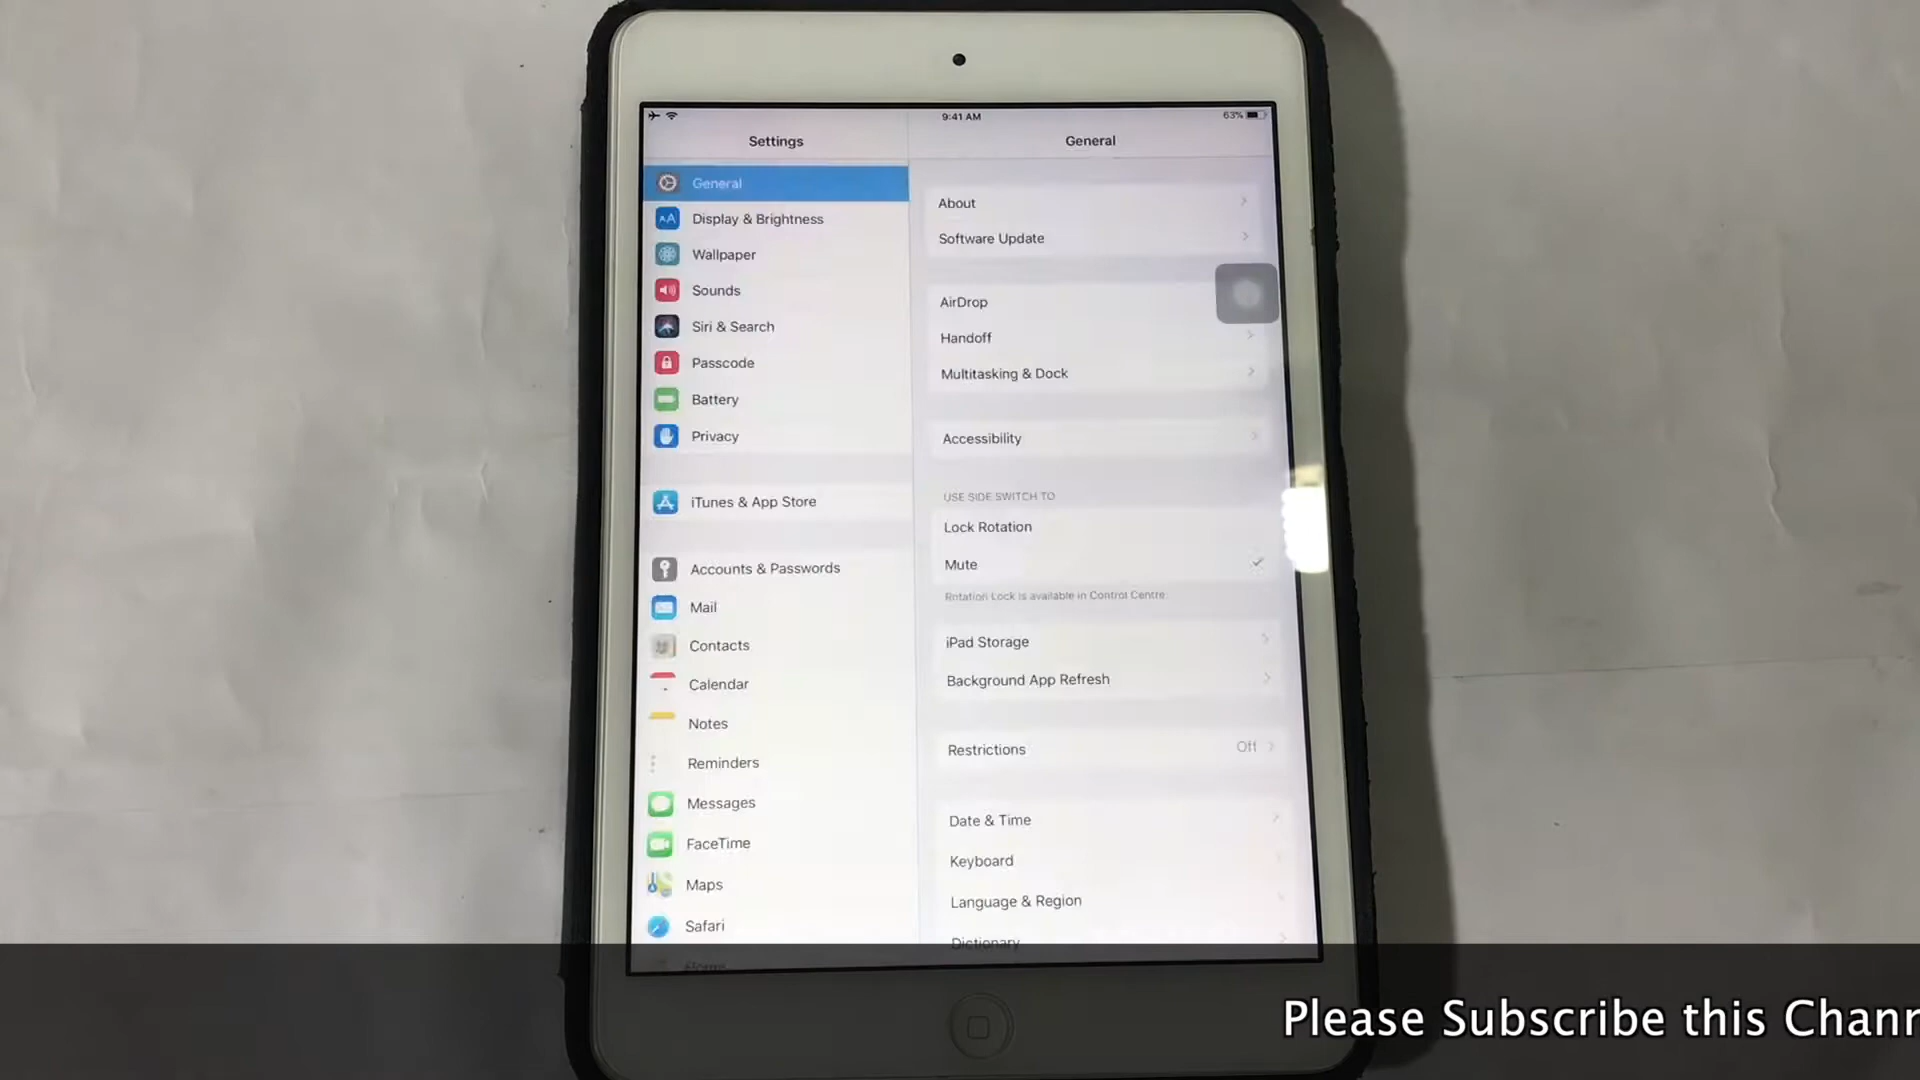 9:41 AM
63%
Settings
General
General
Display & Brightness
Wallpaper
Sounds
Siri & Search
Passcode
Battery
Privacy
iTunes & App Store
Accounts & Passwords
Mail
Contacts
Calendar
Notes
Reminders
Messages
FaceTime
Maps
Safari
Home
About
Software Update
AirDrop
Handoff
Multitasking & Dock
Accessibility
USE SIDE SWITCH TO
Lock Rotation
Mute
Rotation Lock is available in Control Centre
iPad Storage
Background App Refresh
Restrictions Off
Date & Time
Keyboard
Language & Region
Dictionary
Please Subscribe this Chann